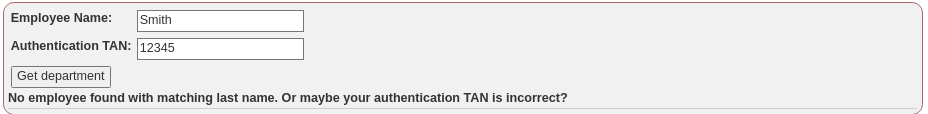 Employee Name: Smith
Authentication TAN: 12345
Get department
No employee found with matching last name. Or maybe your authentication TAN is incorrect?